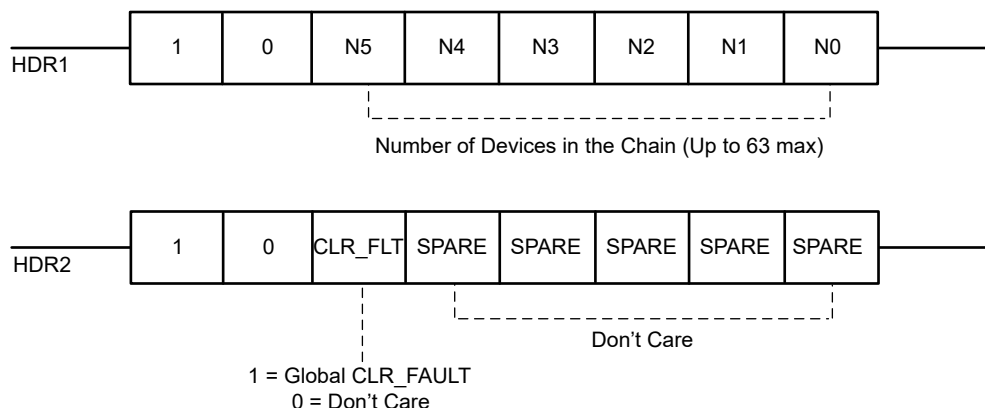 HDR1 1 0 N5 N4 N3 N2 N1 N0
Number of Devices in the Chain (Up to 63 max)
HDR2 1 0 CLR_FLT SPARE SPARE SPARE SPARE SPARE
Don't Care
1 = Global CLR_FAULT
0 = Don't Care